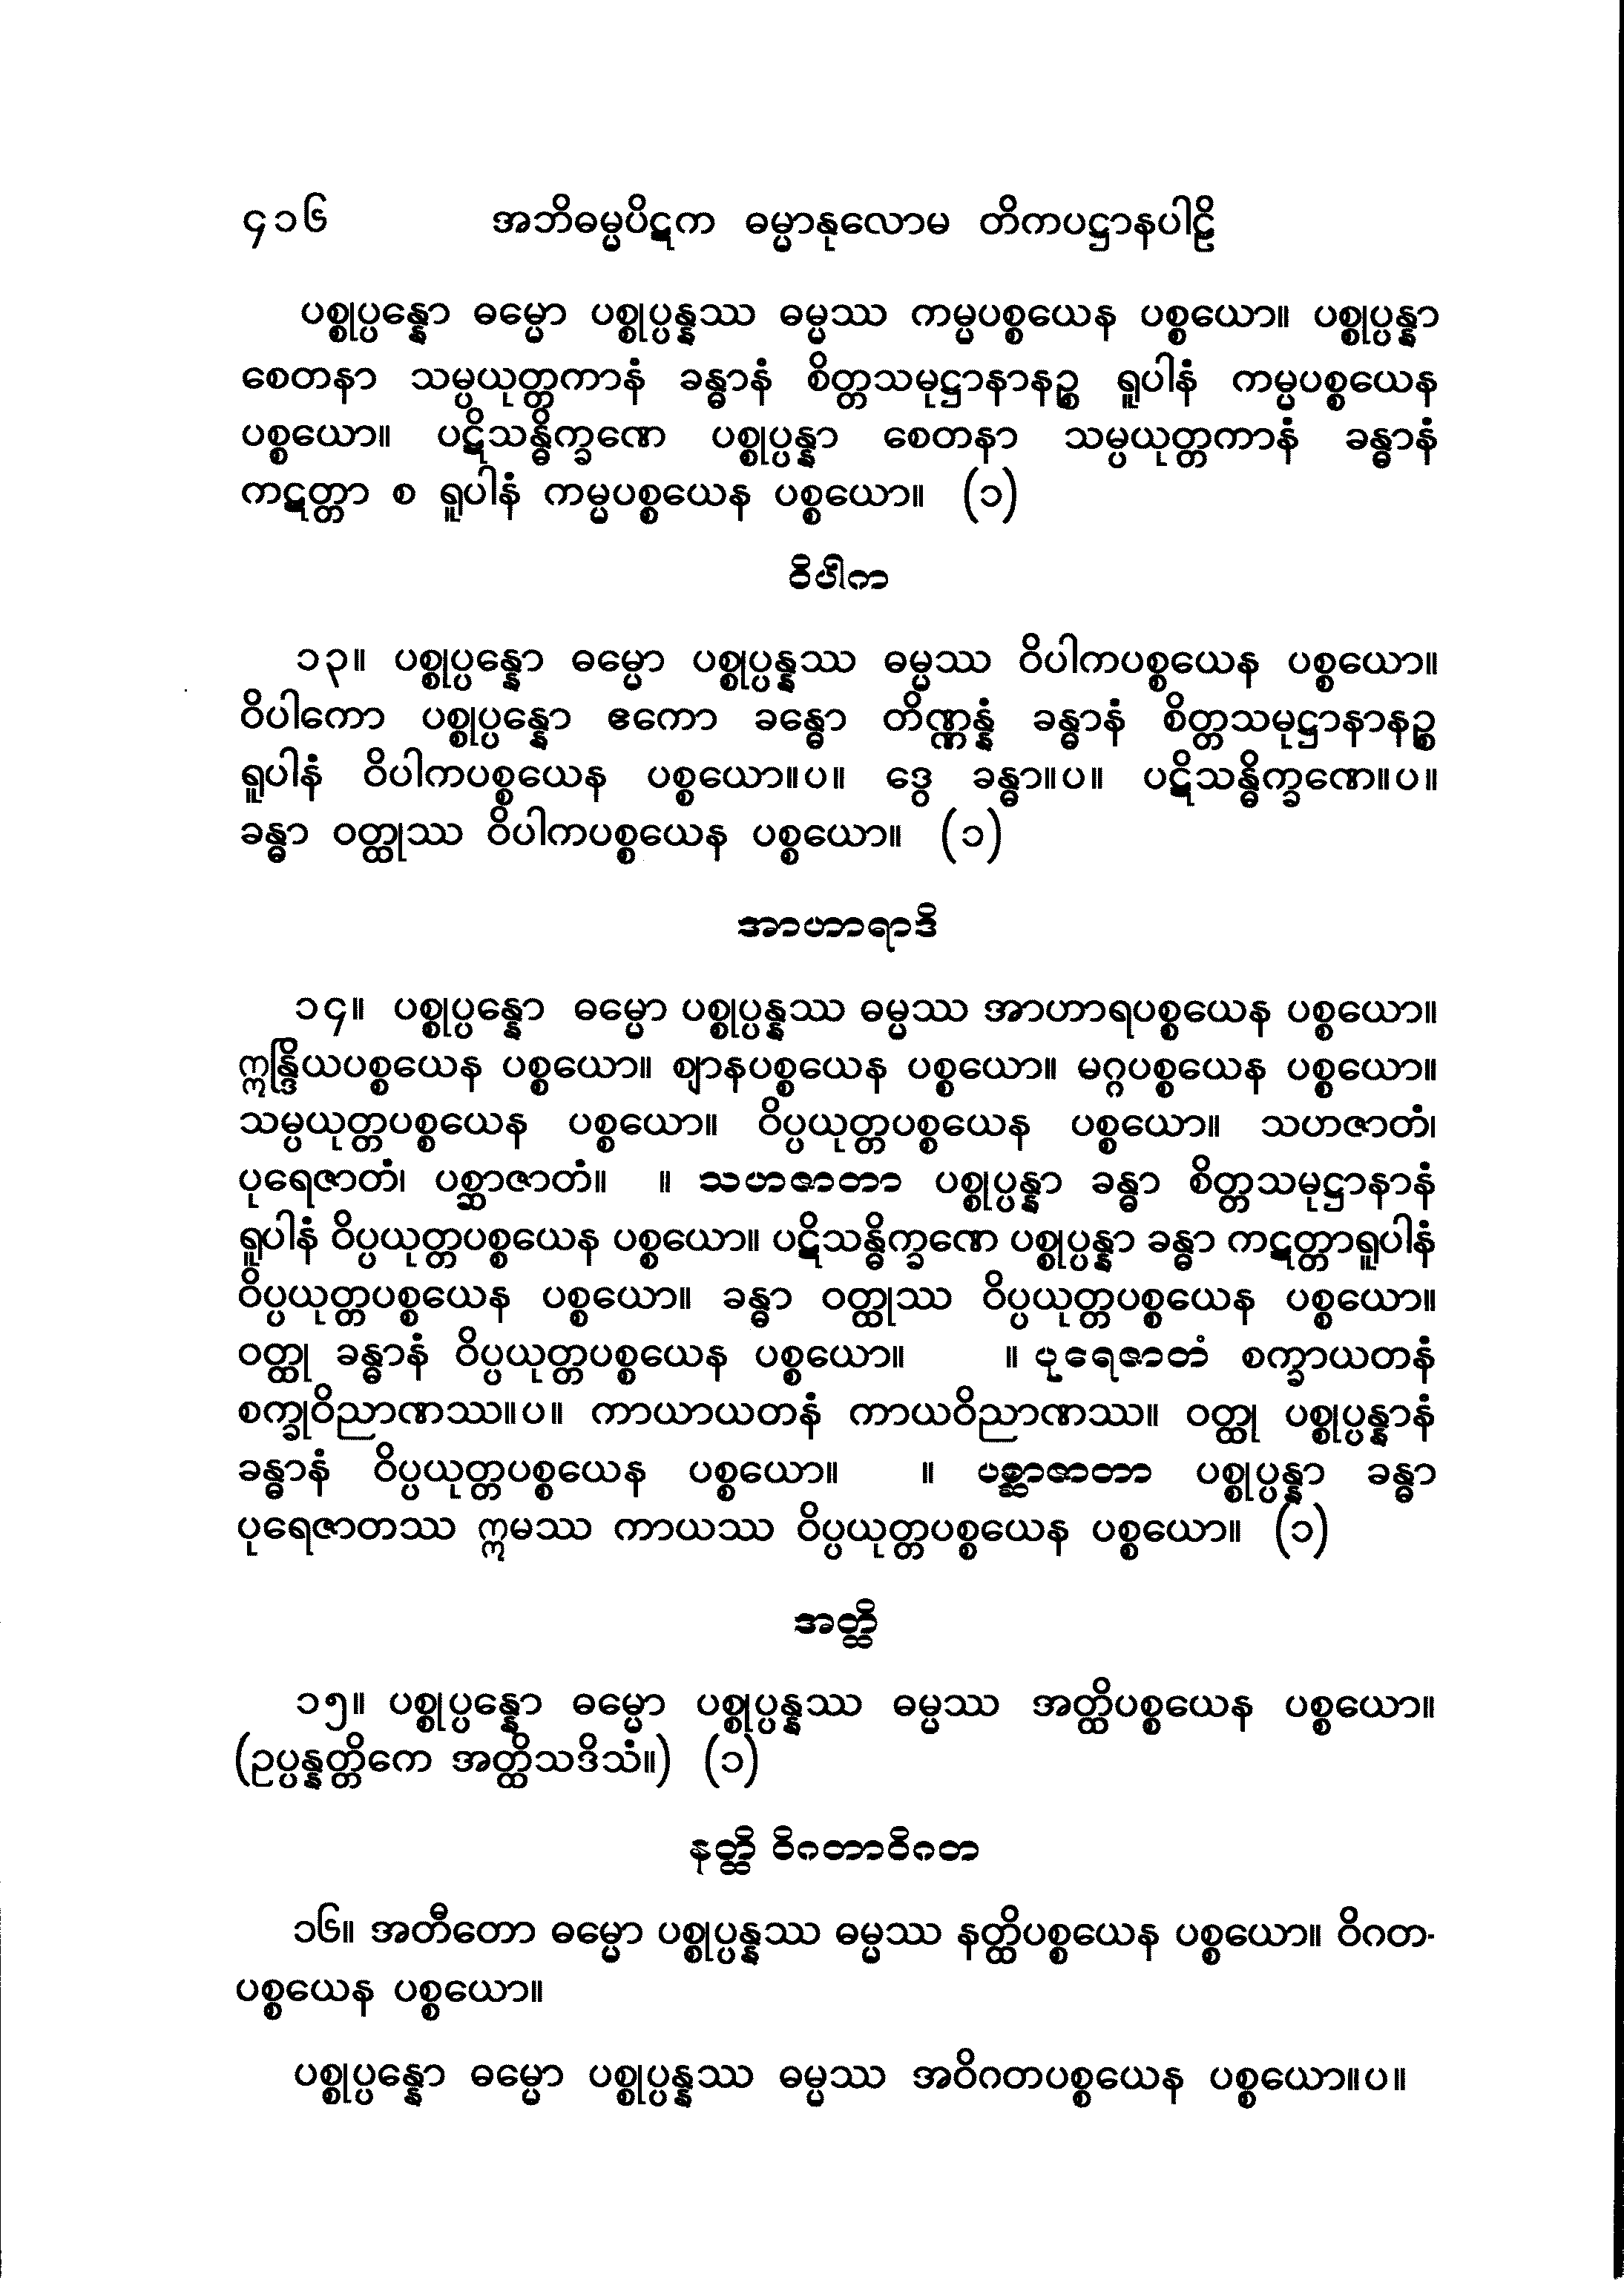 ၄၁၆ အဘိဓမ္မပိဋက ဓမ္မာနုလောမ တိကပဋ္ဌာနပါဠိ
ပစ္စုပ္ပန္နော ဓမ္မော ပစ္စုပ္ပန္နဿ ဓမ္မဿ ကမ္မပစ္စယေန ပစ္စယော။ ပစ္စုပ္ပန္နာ
စေတနာ သမ္ပယုတ္တကာနံ ခန္ဓာနံ စိတ္တသမုဋ္ဌာနာနဉ္စ ရူပါနံ ကမ္မပစ္စယေန
ပစ္စယော။ ပဋိသန္ဓိက္ခဏေ ပစ္စုပ္ပန္နာ စေတနာ သမ္ပယုတ္တကာနံ ခန္ဓာနံ
ကဋတ္တာ စ ရူပါနံ ကမ္မပစ္စယေန ပစ္စယော။ (၁)
ဝိပါက
၁၃။ ပစ္စုပ္ပန္နော ဓမ္မော ပစ္စုပ္ပန္နဿ ဓမ္မဿ ဝိပါကပစ္စယေန ပစ္စယော။
ဝိပါကော ပစ္စုပ္ပန္နော ဧကော ခန္ဓော တိဏ္ဏန္နံ ခန္ဓာနံ စိတ္တသမုဋ္ဌာနာနဉ္စ
ရူပါနံ ဝိပါကပစ္စယေန ပစ္စယော။ပ။ ဒွေ ခန္ဓာ။ပ။ ပဋိသန္ဓိက္ခဏေ။ပ။
ခန္ဓာ ဝတ္ထုဿ ဝိပါကပစ္စယေန ပစ္စယော။ (၁)
အာဟာရာဒိ
၁၄။ ပစ္စုပ္ပန္နော ဓမ္မော ပစ္စုပ္ပန္နဿ ဓမ္မဿ အာဟာရပစ္စယေန ပစ္စယော။
ဣန္ဒြိယပစ္စယေန ပစ္စယော။ ဈာနပစ္စယေန ပစ္စယော။ မဂ္ဂပစ္စယေန ပစ္စယော။
သမ္ပယုတ္တပစ္စယေန ပစ္စယော။ ဝိပ္ပယုတ္တပစ္စယေန ပစ္စယော။ သဟဇာတံ၊
ပုရေဇာတံ၊ ပစ္ဆာဇာတံ။ ။ သဟဇာတာ ပစ္စုပ္ပန္နာ ခန္ဓာ စိတ္တသမုဋ္ဌာနာနံ
ရူပါနံ ဝိပ္ပယုတ္တပစ္စယေန ပစ္စယော။ ပဋိသန္ဓိက္ခဏေ ပစ္စုပ္ပန္နာ ခန္ဓာ ကဋတ္တာရူပါနံ
ဝိပ္ပယုတ္တပစ္စယေန ပစ္စယော။ ခန္ဓာ ဝတ္ထုဿ ဝိပ္ပယုတ္တပစ္စယေန ပစ္စယော။
ဝတ္ထု ခန္ဓာနံ ဝိပ္ပယုတ္တပစ္စယေန ပစ္စယော။ ။ ပုရေဇာတံ စက္ခာယတနံ
စက္ခုဝိညာဏဿ။ပ။ ကာယာယတနံ ကာယဝိညာဏဿ။ ဝတ္ထု ပစ္စုပ္ပန္နာနံ
ခန္ဓာနံ ဝိပ္ပယုတ္တပစ္စယေန ပစ္စယော။ ။ ပစ္ဆာဇာတာ ပစ္စုပ္ပန္နာ ခန္ဓာ
ပုရေဇာတဿ ဣမဿ ကာယဿ ဝိပ္ပယုတ္တပစ္စယေန ပစ္စယော။ (၁)
အတ္ထိ
၁၅။ ပစ္စုပ္ပန္နော ဓမ္မော ပစ္စုပ္ပန္နဿ ဓမ္မဿ အတ္ထိပစ္စယေန ပစ္စယော။
(ဥပ္ပန္နတ္တိကေ အတ္ထိသဒိသံ။) (၁)
နတ္ထိ ဝိဂတာဝိဂတ
၁၆။ အတီတော ဓမ္မော ပစ္စုပ္ပန္နဿ ဓမ္မဿ နတ္ထိပစ္စယေန ပစ္စယော။ ဝိဂတ-
ပစ္စယေန ပစ္စယော။
ပစ္စုပ္ပန္နော ဓမ္မော ပစ္စုပ္ပန္နဿ ဓမ္မဿ အဝိဂတပစ္စယေန ပစ္စယော။ပ။